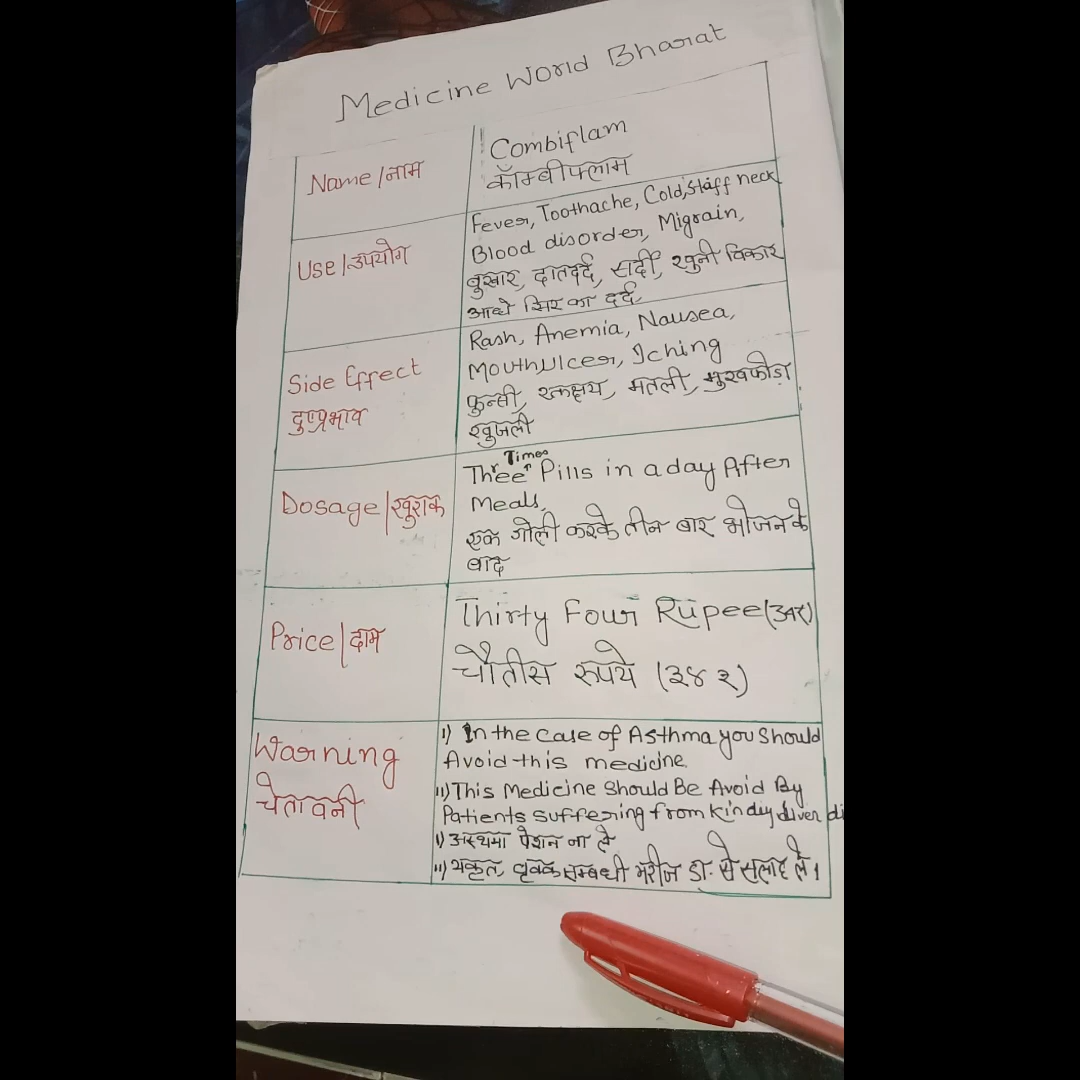 Medicine World Bharat
Name/नाम
Combiflam
कॉम्बीफ्लाम
Use/उपयोग
Fever, Toothache, Cold, staff neck
Blood disorder, Migrain,
बुखार, दातदर्द, सर्दी, खुनी विकार
आधे सिर का दर्द,
Side Effect
दुष्प्रभाव
Rash, Anemia, Nausea,
Mouth Ulcer, Iching
फुन्सी, रक्तक्षय, मतली, मुखफोडा
खुजली
Dosage/खुराक
Three Times Pills in a day After
Meals,
एक गोली करके तीन बार भोजन के
बाद
Price/दाम
Thirty Four Rupee (३४र)
चौतीस रुपये (३४ र)
Warning
चेतावनी
i) In the case of Asthma you should
Avoid this medicine
ii) This Medicine Should Be Avoid By
Patients suffering from kindiy liver di
i) अस्थमा पेशन ना ले
ii) यकृत, वृक्क सम्बधी मरीज डा. से सलाह ले।